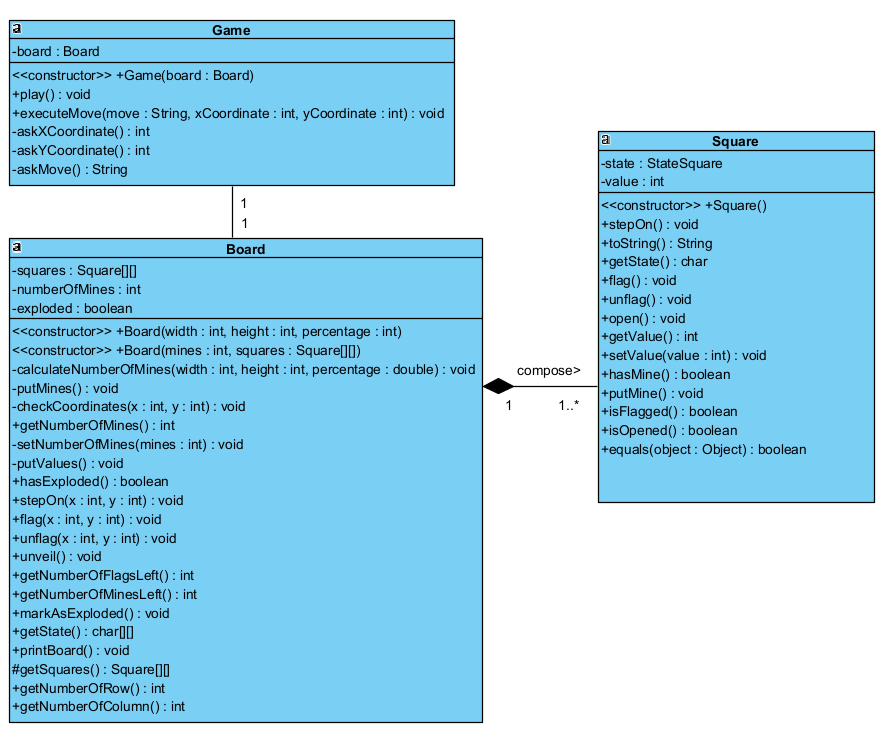 a Game
-board : Board
<<constructor>> +Game(board : Board)
+play() : void
+executeMove(move : String, xCoordinate : int, yCoordinate : int) : void
-askXCoordinate() : int
-askYCoordinate() : int
-askMove() : String
1
1
a Board
-squares : Square[][]
-numberOfMines : int
-exploded : boolean
<<constructor>> +Board(width : int, height : int, percentage : int)
<<constructor>> +Board(mines : int, squares : Square[][])
-calculateNumberOfMines(width : int, height : int, percentage : double) : void
-putMines() : void
-checkCoordinates(x : int, y : int) : void
+getNumberOfMines() : int
-setNumberOfMines(mines : int) : void
-putValues() : void
+hasExploded() : boolean
+stepOn(x : int, y : int) : void
+flag(x : int, y : int) : void
+unflag(x : int, y : int) : void
+unveil() : void
+getNumberOfFlagsLeft() : int
+getNumberOfMinesLeft() : int
+markAsExploded() : void
+getState() : char[][]
+printBoard() : void
#getSquares() : Square[][]
+getNumberOfRow() : int
+getNumberOfColumn() : int
compose>
1 1..*
a Square
-state : StateSquare
-value : int
<<constructor>> +Square()
+stepOn() : void
+toString() : String
+getState() : char
+flag() : void
+unflag() : void
+open() : void
+getValue() : int
+setValue(value : int) : void
+hasMine() : boolean
+putMine() : void
+isFlagged() : boolean
+isOpened() : boolean
+equals(object : Object) : boolean